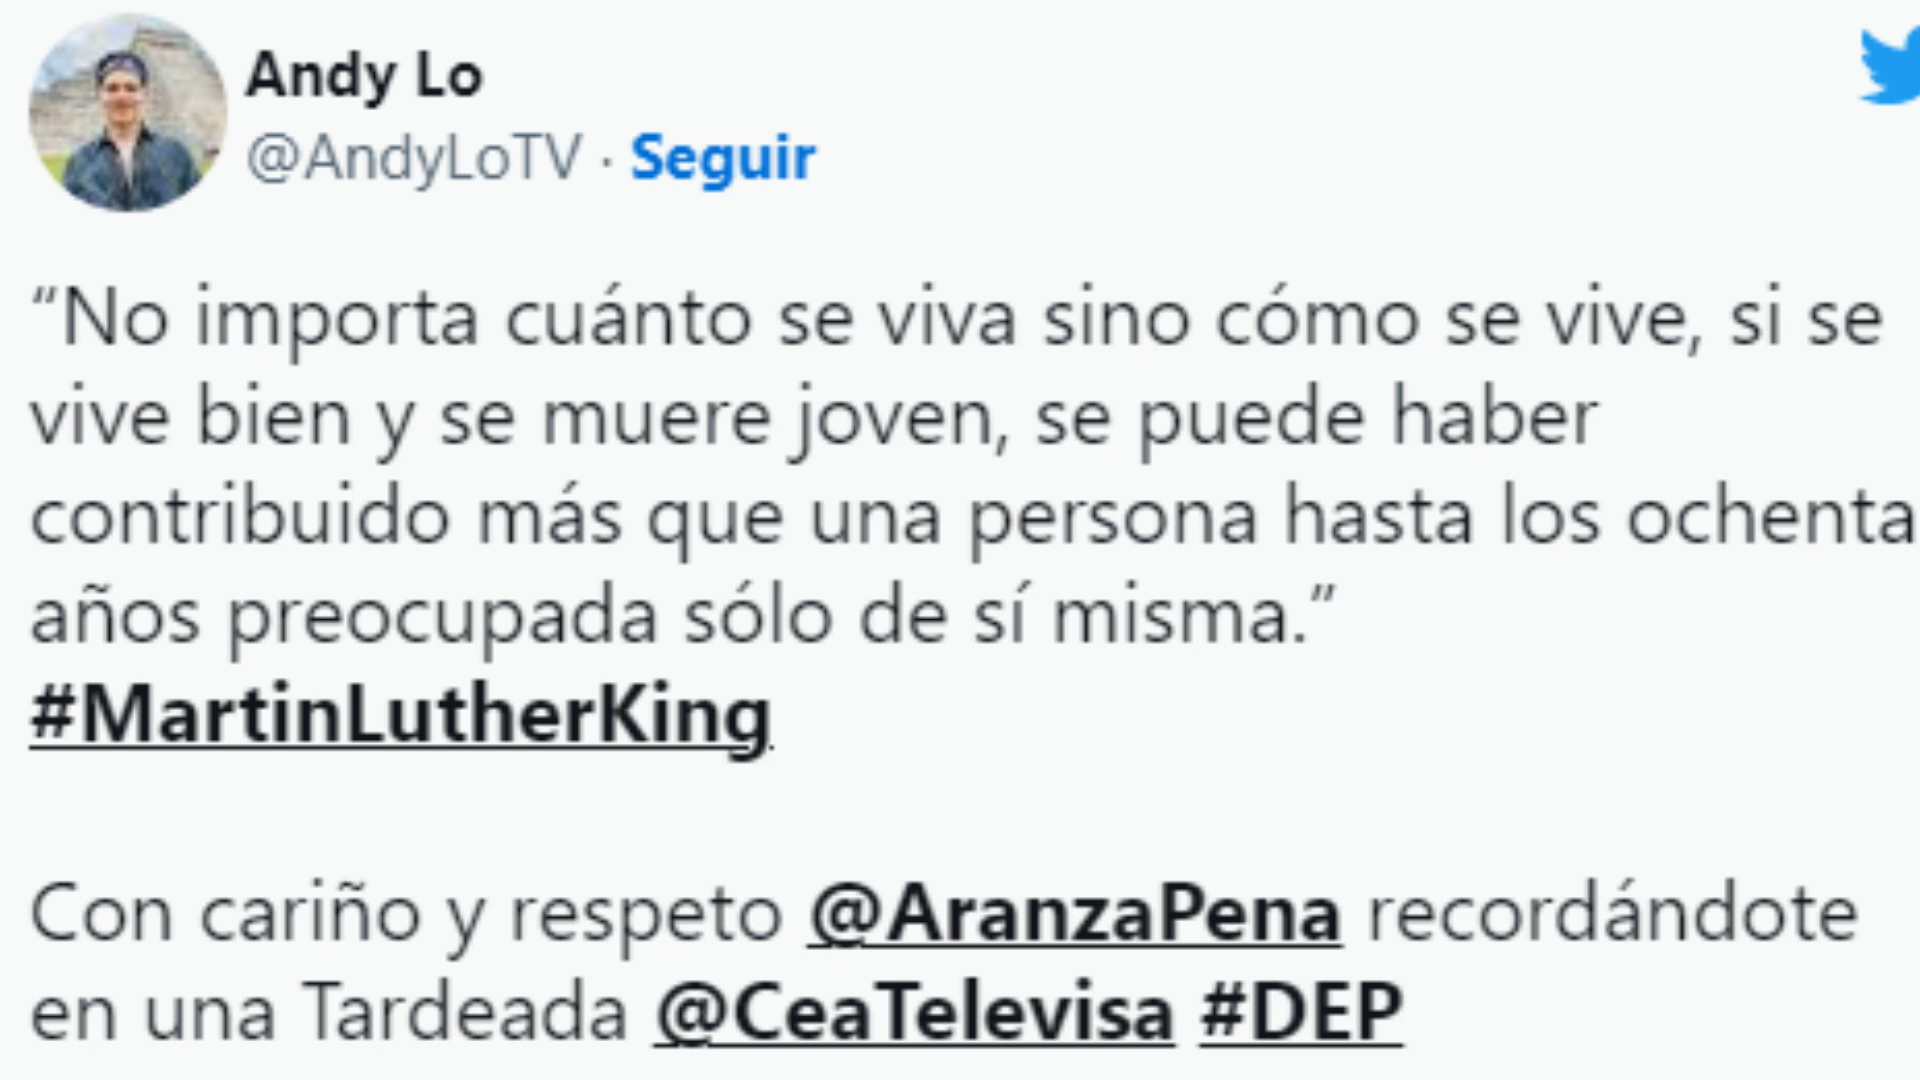 Andy Lo
@AndyLoTV · Seguir
“No importa cuánto se viva sino cómo se vive, si se
vive bien y se muere joven, se puede haber
contribuido más que una persona hasta los ochenta
años preocupada sólo de sí misma.”
#MartinLutherKing
Con cariño y respeto @AranzaPena recordándote
en una Tardeada @CeaTelevisa #DEP